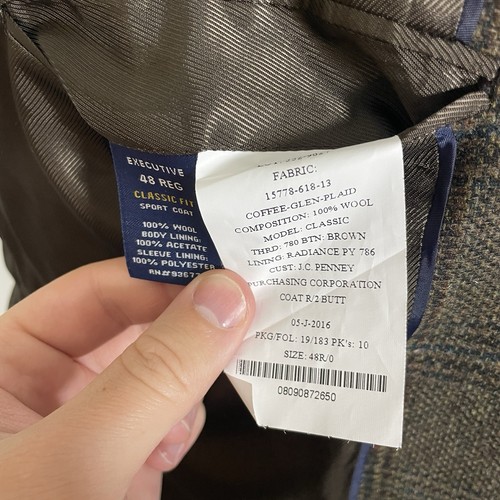 EXECUTIVE
48 REG
CLASSIC FIT
SPORT COAT
100% WOOL
BODY LINING:
100% ACETATE
SLEEVE LINING:
100% POLYESTER
FABRIC:
15778-618-13
COFFEE-GLEN-PLAID
COMPOSITION: 100% WOOL
MODEL: CLASSIC
THRD: 780 BTN: BROWN
LINING: RADIANCE PY 786
CUST: J.C. PENNEY
PURCHASING CORPORATION
COAT R/2 BUTT
05-J-2016
PKG/FOL: 19/183 PK's: 10
SIZE: 48R/0
08090872650